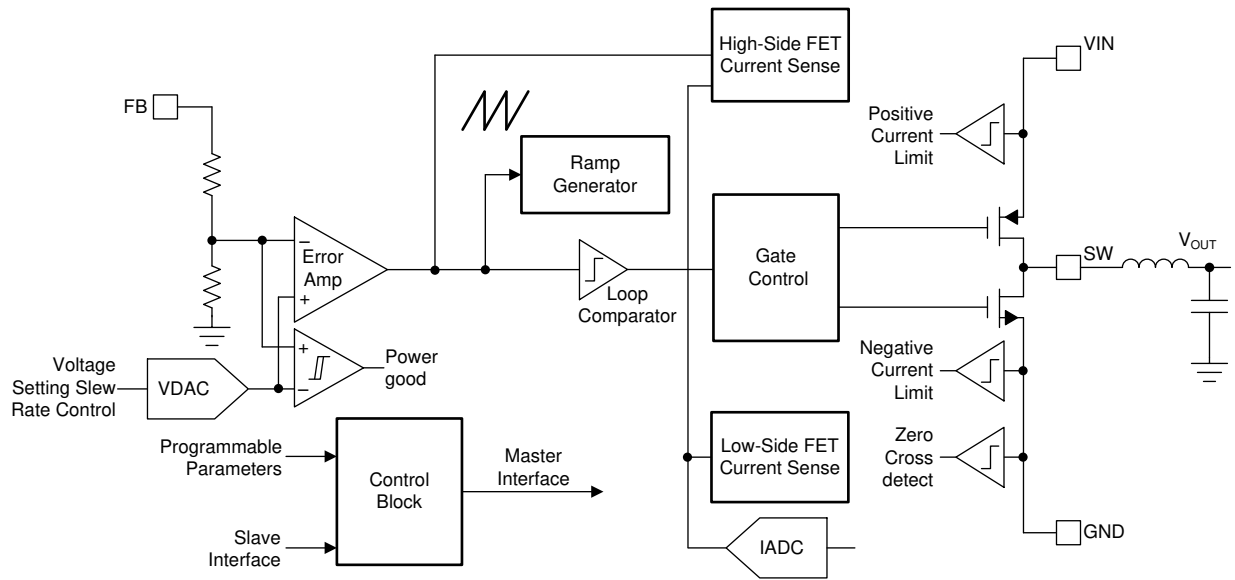 High-Side FET
Current Sense
VIN
FB
Positive
Current
Limit
Ramp
Generator
Error
Amp
−
+
Gate
Control
SW
VOUT
Loop
Comparator
Voltage
Setting Slew
Rate Control
VDAC
+
−
Power
good
Negative
Current
Limit
Programmable
Parameters
Control
Block
Master
Interface
Low-Side FET
Current Sense
Zero
Cross
detect
Slave
Interface
IADC
GND